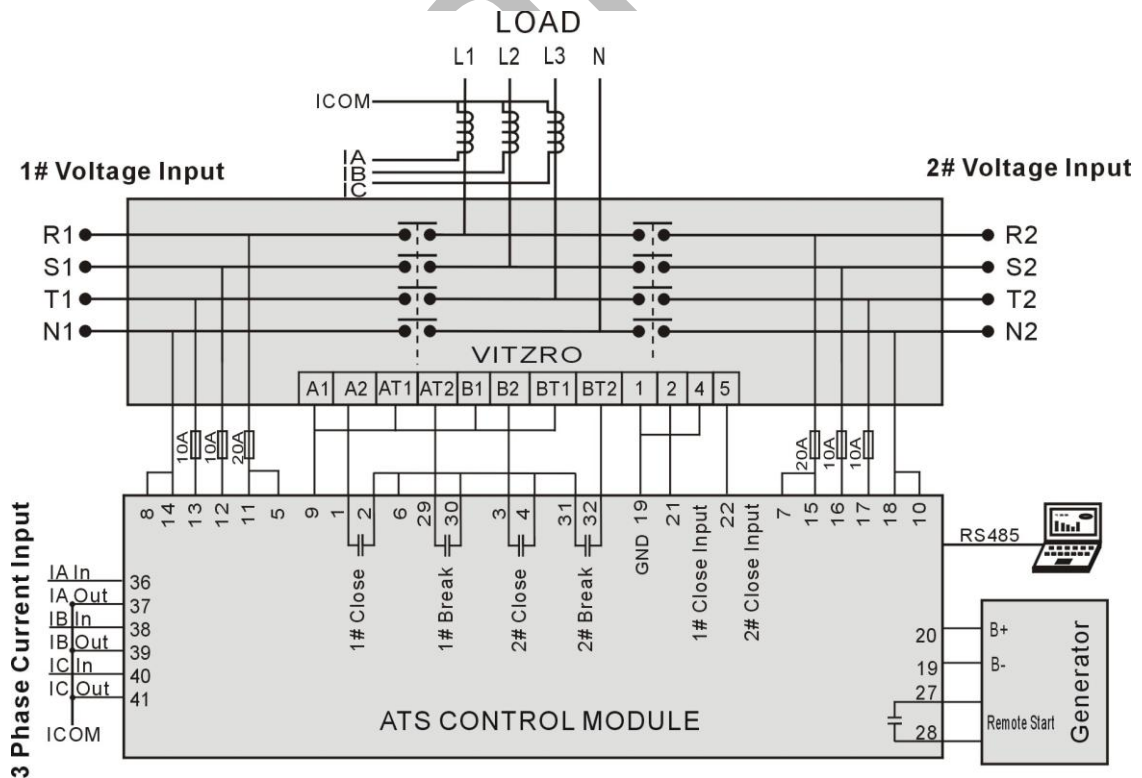 LOAD
L1 L2 L3 N
ICOM
IA
IB
IC
1# Voltage Input
2# Voltage Input
R1 R2
S1 S2
T1 T2
N1 N2
VITZRO
A1 A2 AT1 AT2 B1 B2 BT1 BT2 1 2 4 5
10A 10A 20A 20A 10A 10A
8 14 13 12 11 5 9 1 2 6 29 30 3 4 31 32 GND 19 21 22 7 15 16 17 18 10
1# Close
1# Break
2# Close
2# Break
1# Close Input
2# Close Input
RS485
3 Phase Current Input
IA In 36
IA Out 37
IB In 38
IB Out 39
IC In 40
IC Out 41
ICOM
ATS CONTROL MODULE
20 B+
19 B-
27
Remote Start
28
Generator